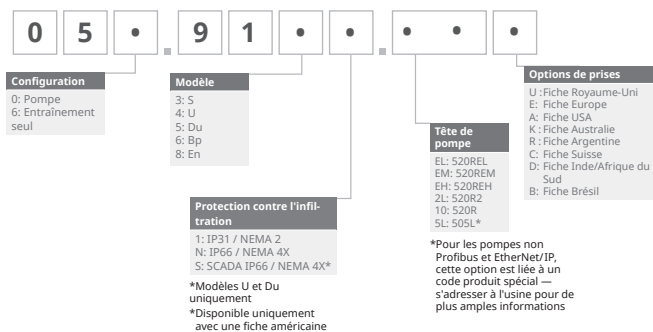 0 5 • . 9 1 • • . • • •
Configuration
0: Pompe
6: Entraînement
seul
Modèle
3: S
4: U
5: Du
6: Bp
8: En
Protection contre l'infil-
tration
1: IP31 / NEMA 2
N: IP66 / NEMA 4X
S: SCADA IP66 / NEMA 4X*
*Modèles U et Du
uniquement
*Disponible uniquement
avec une fiche américaine
Tête de
pompe
EL: 520REL
EM: 520REM
EH: 520REH
2L: 520R2
10: 520R
5L: 505L*
*Pour les pompes non
Profibus et EtherNet/IP,
cette option est liée à un
code produit spécial —
s'adresser à l'usine pour de
plus amples informations
Options de prises
U : Fiche Royaume-Uni
E: Fiche Europe
A: Fiche USA
K : Fiche Australie
R : Fiche Argentine
C: Fiche Suisse
D: Fiche Inde/Afrique du
Sud
B: Fiche Brésil